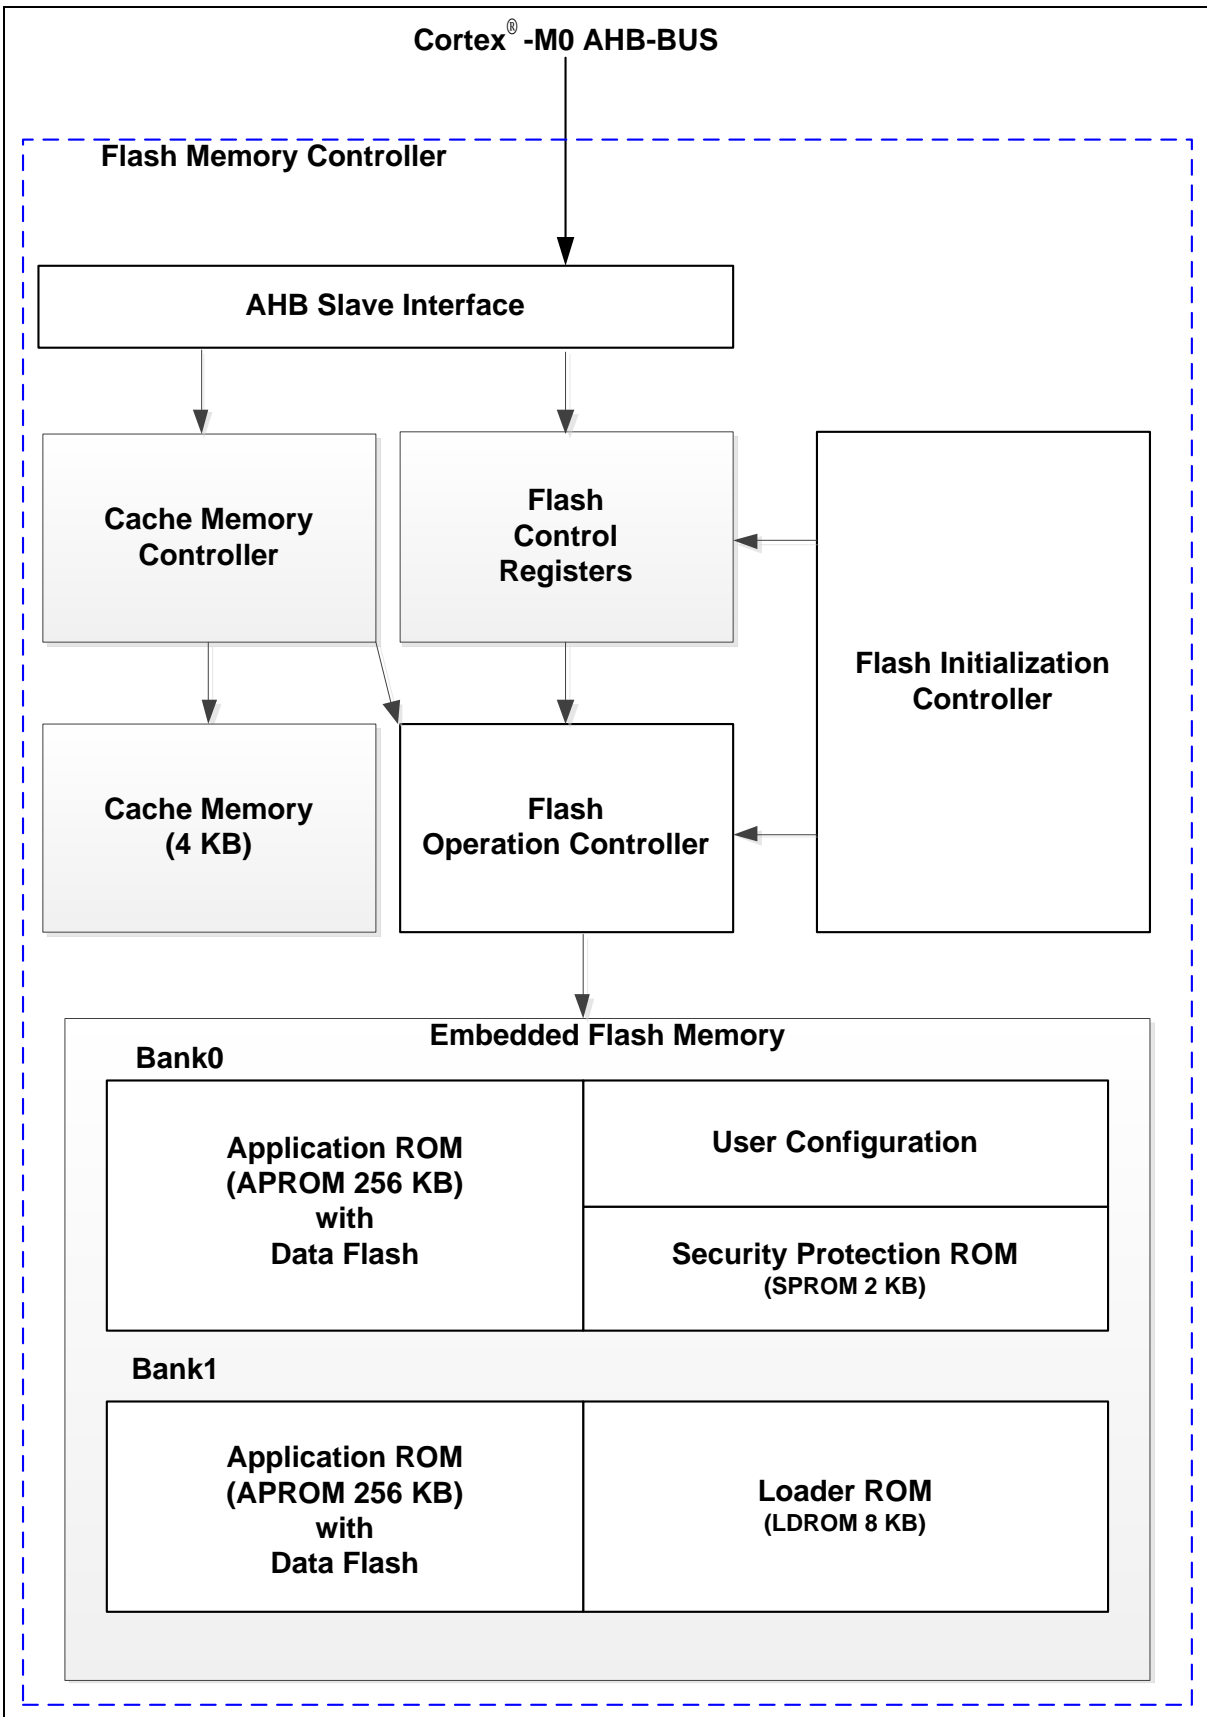 Cortex® -M0 AHB-BUS
Flash Memory Controller
AHB Slave Interface
Cache Memory
Controller
Flash
Control
Registers
Flash Initialization
Controller
Cache Memory
(4 KB)
Flash
Operation Controller
Embedded Flash Memory
Bank0
Application ROM
(APROM 256 KB)
with
Data Flash
User Configuration
Security Protection ROM
(SPROM 2 KB)
Bank1
Application ROM
(APROM 256 KB)
with
Data Flash
Loader ROM
(LDROM 8 KB)